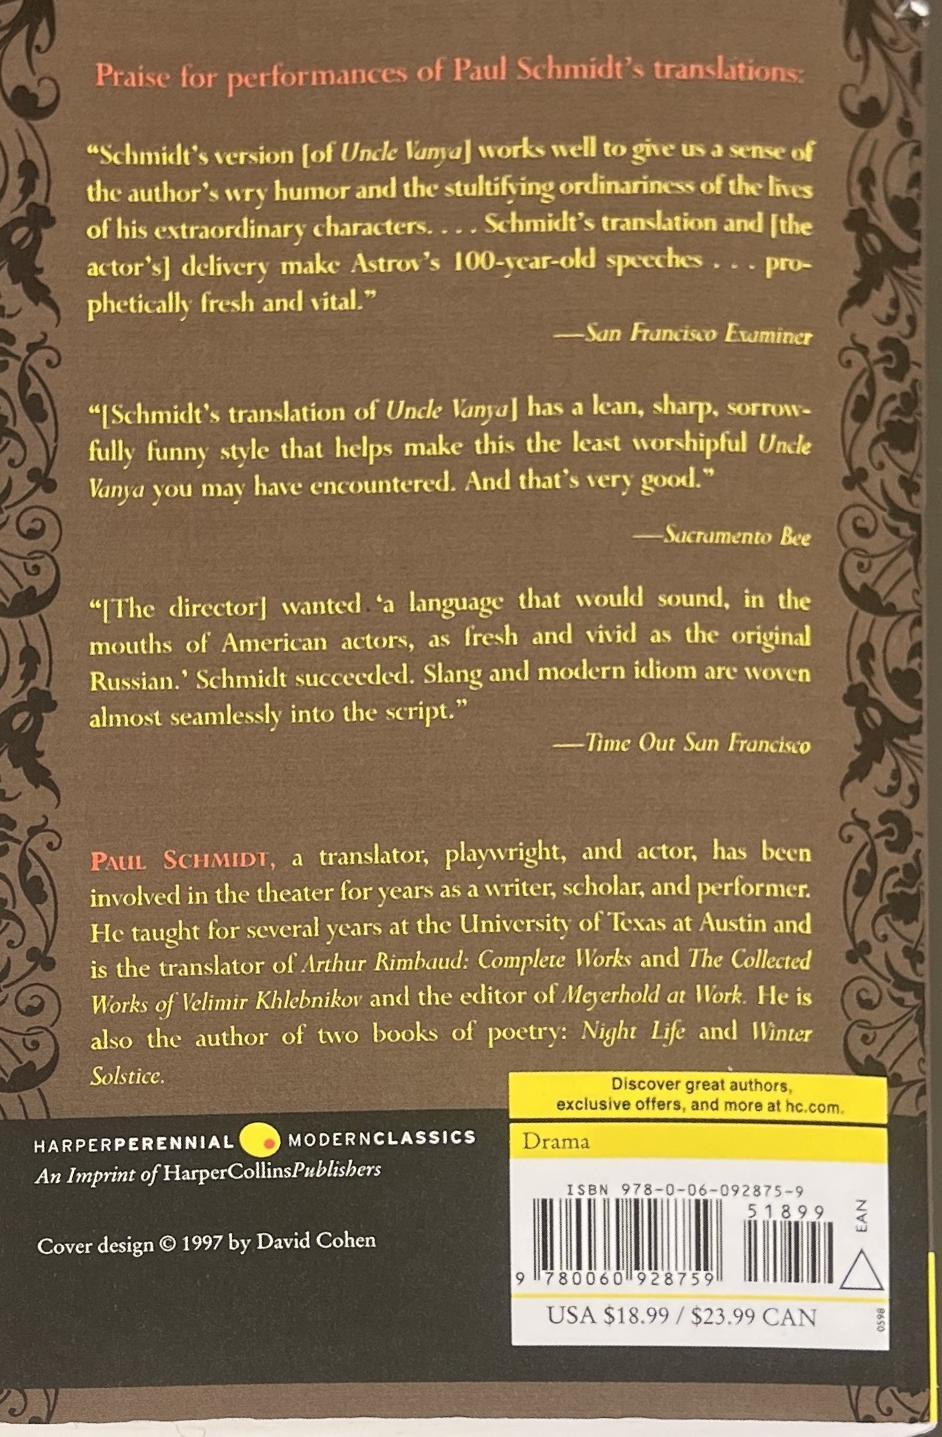 Praise for performances of Paul Schmidt's translations:
“Schmidt's version [of Uncle Vanya] works well to give us a sense of
the author's wry humor and the stultifying ordinariness of the lives
of his extraordinary characters. . . . Schmidt's translation and [the
actor's] delivery make Astrov's 100-year-old speeches . . . pro-
phetically fresh and vital.”
—San Francisco Examiner
“[Schmidt's translation of Uncle Vanya] has a lean, sharp, sorrow-
fully funny style that helps make this the least worshipful Uncle
Vanya you may have encountered. And that's very good.”
—Sacramento Bee
“[The director] wanted ‘a language that would sound, in the
mouths of American actors, as fresh and vivid as the original
Russian.’ Schmidt succeeded. Slang and modern idiom are woven
almost seamlessly into the script.”
—Time Out San Francisco
PAUL SCHMIDT, a translator, playwright, and actor, has been
involved in the theater for years as a writer, scholar, and performer.
He taught for several years at the University of Texas at Austin and
is the translator of Arthur Rimbaud: Complete Works and The Collected
Works of Velimir Khlebnikov and the editor of Meyerhold at Work. He is
also the author of two books of poetry: Night Life and Winter
Solstice.
Discover great authors,
exclusive offers, and more at hc.com.
HARPERPERENNIAL MODERNCLASSICS
An Imprint of HarperCollinsPublishers
Cover design © 1997 by David Cohen
Drama
ISBN 978-0-06-092875-9
51899
EAN
9 780060 928759
USA $18.99 / $23.99 CAN
0598